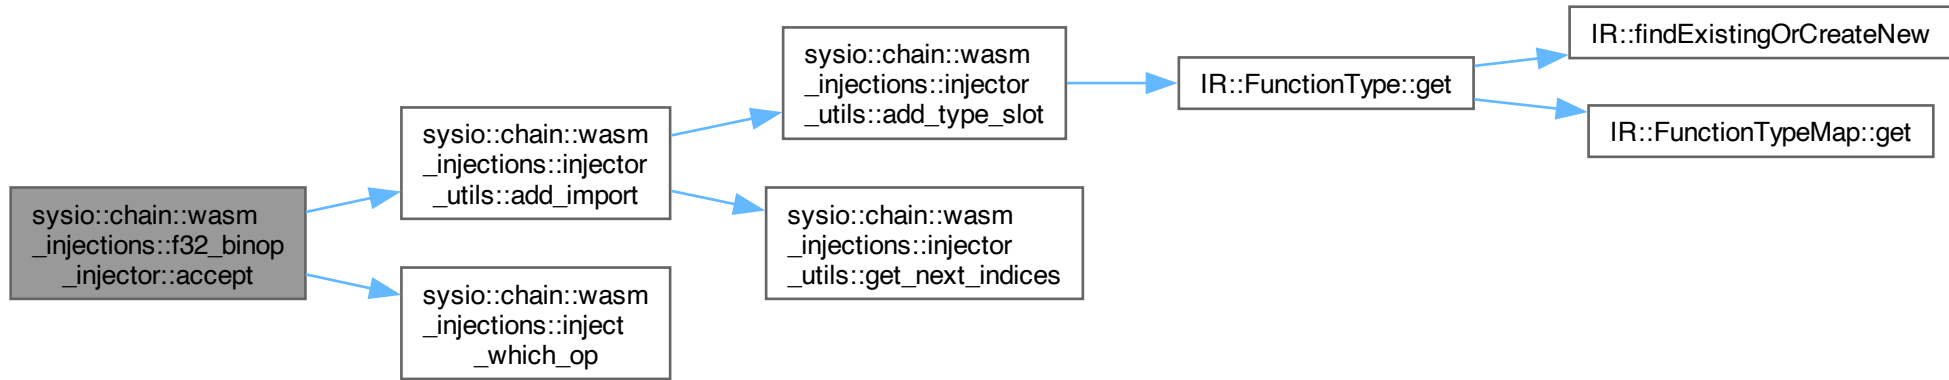 sysio::chain::wasm
_injections::f32_binop
_injector::accept
sysio::chain::wasm
_injections::injector
_utils::add_import
sysio::chain::wasm
_injections::inject
_which_op
sysio::chain::wasm
_injections::injector
_utils::add_type_slot
sysio::chain::wasm
_injections::injector
_utils::get_next_indices
IR::FunctionType::get
IR::findExistingOrCreateNew
IR::FunctionTypeMap::get